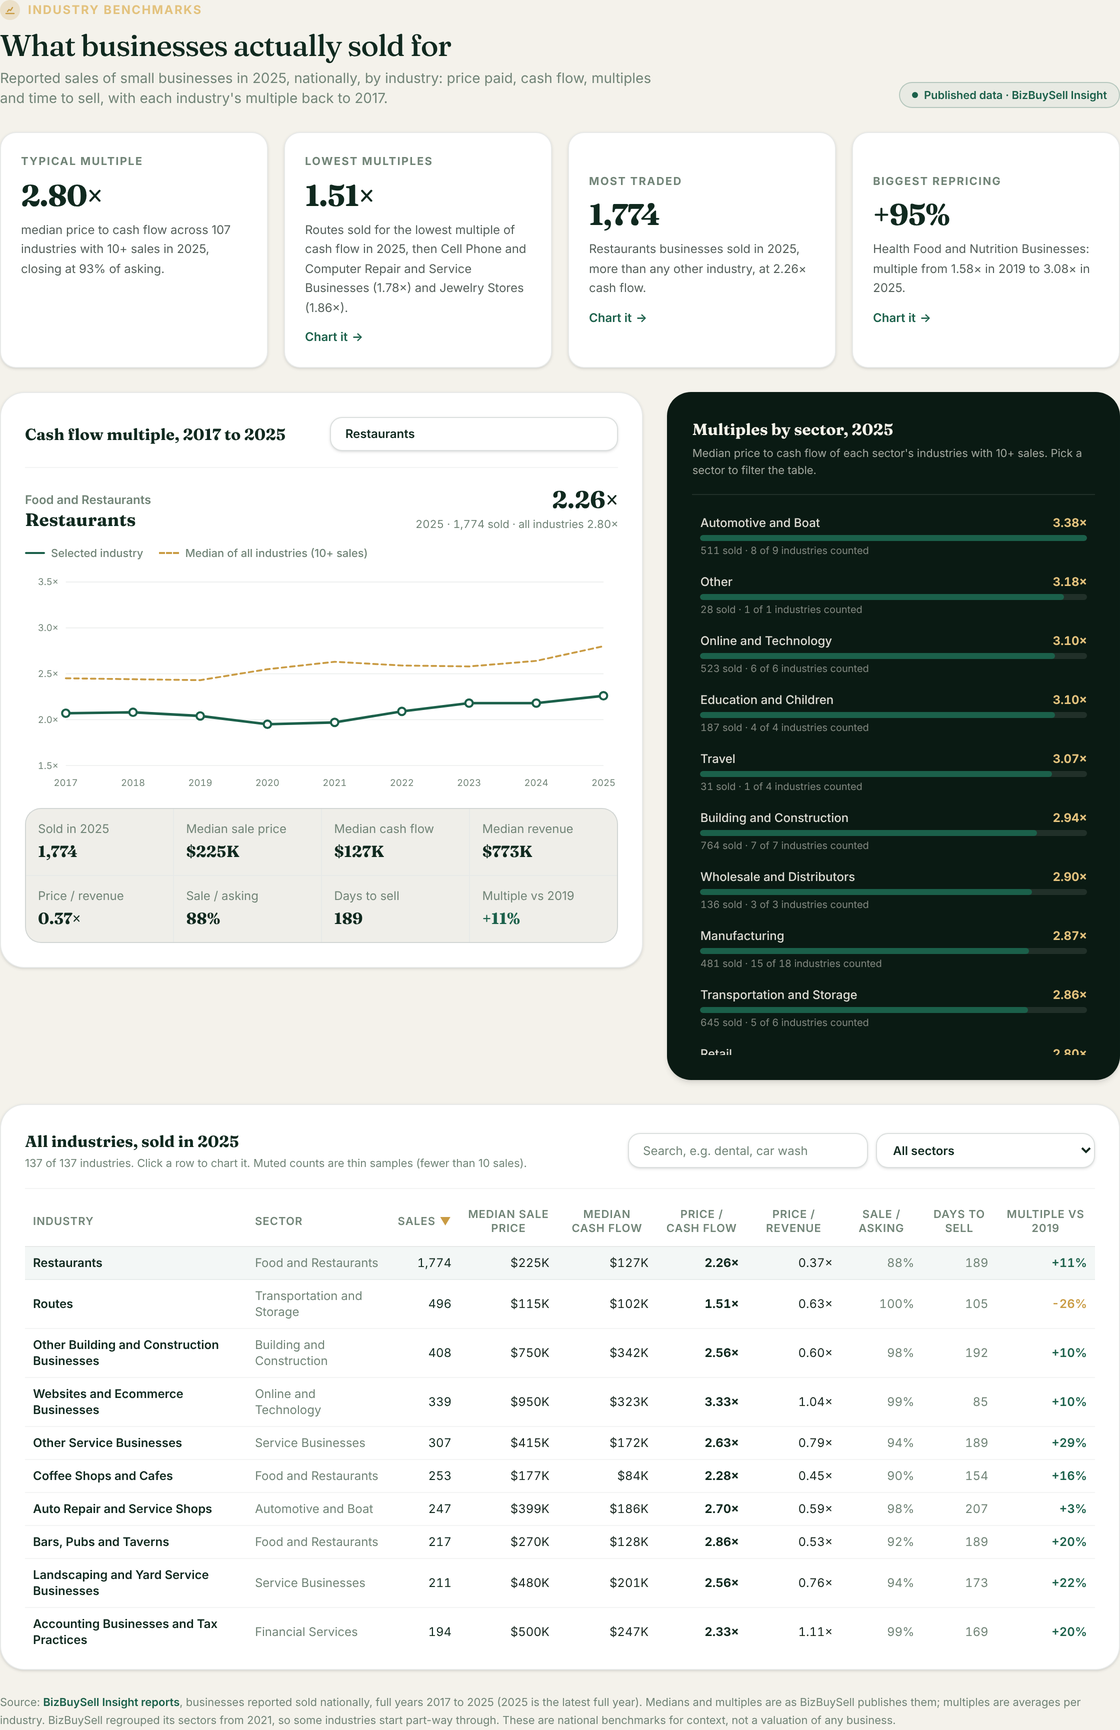 INDUSTRY BENCHMARKS
What businesses actually sold for
Reported sales of small businesses in 2025, nationally, by industry: price paid, cash flow, multiples
and time to sell, with each industry's multiple back to 2017.
Published data · BizBuySell Insight
TYPICAL MULTIPLE
2.80×
median price to cash flow across 107
industries with 10+ sales in 2025,
closing at 93% of asking.
LOWEST MULTIPLES
1.51×
Routes sold for the lowest multiple of
cash flow in 2025, then Cell Phone and
Computer Repair and Service
Businesses (1.78×) and Jewelry Stores
(1.86×).
Chart it →
MOST TRADED
1,774
Restaurants businesses sold in 2025,
more than any other industry, at 2.26×
cash flow.
Chart it →
BIGGEST REPRICING
+95%
Health Food and Nutrition Businesses:
multiple from 1.58× in 2019 to 3.08× in
2025.
Chart it →
Cash flow multiple, 2017 to 2025
Restaurants
Food and Restaurants
Restaurants
2.26×
2025 · 1,774 sold · all industries 2.80×
Selected industry
Median of all industries (10+ sales)
3.5×
3.0×
2.5×
2.0×
1.5×
2017 2018 2019 2020 2021 2022 2023 2024 2025
Sold in 2025
1,774
Median sale price
$225K
Median cash flow
$127K
Median revenue
$773K
Price / revenue
0.37×
Sale / asking
88%
Days to sell
189
Multiple vs 2019
+11%
Multiples by sector, 2025
Median price to cash flow of each sector's industries with 10+ sales. Pick a
sector to filter the table.
Automotive and Boat 3.38×
511 sold · 8 of 9 industries counted
Other 3.18×
28 sold · 1 of 1 industries counted
Online and Technology 3.10×
523 sold · 6 of 6 industries counted
Education and Children 3.10×
187 sold · 4 of 4 industries counted
Travel 3.07×
31 sold · 1 of 4 industries counted
Building and Construction 2.94×
764 sold · 7 of 7 industries counted
Wholesale and Distributors 2.90×
136 sold · 3 of 3 industries counted
Manufacturing 2.87×
481 sold · 15 of 18 industries counted
Transportation and Storage 2.86×
645 sold · 5 of 6 industries counted
Retail 2.80×
All industries, sold in 2025
137 of 137 industries. Click a row to chart it. Muted counts are thin samples (fewer than 10 sales).
Search, e.g. dental, car wash
All sectors
INDUSTRY SECTOR SALES ▼ MEDIAN SALE PRICE MEDIAN CASH FLOW PRICE / CASH FLOW PRICE / REVENUE SALE / ASKING DAYS TO SELL MULTIPLE VS 2019
Restaurants Food and Restaurants 1,774 $225K $127K 2.26× 0.37× 88% 189 +11%
Routes Transportation and Storage 496 $115K $102K 1.51× 0.63× 100% 105 -26%
Other Building and Construction Businesses Building and Construction 408 $750K $342K 2.56× 0.60× 98% 192 +10%
Websites and Ecommerce Businesses Online and Technology 339 $950K $323K 3.33× 1.04× 99% 85 +10%
Other Service Businesses Service Businesses 307 $415K $172K 2.63× 0.79× 94% 189 +29%
Coffee Shops and Cafes Food and Restaurants 253 $177K $84K 2.28× 0.45× 90% 154 +16%
Auto Repair and Service Shops Automotive and Boat 247 $399K $186K 2.70× 0.59× 98% 207 +3%
Bars, Pubs and Taverns Food and Restaurants 217 $270K $128K 2.86× 0.53× 92% 189 +20%
Landscaping and Yard Service Businesses Service Businesses 211 $480K $201K 2.56× 0.76× 94% 173 +22%
Accounting Businesses and Tax Practices Financial Services 194 $500K $247K 2.33× 1.11× 99% 169 +20%
Source: BizBuySell Insight reports, businesses reported sold nationally, full years 2017 to 2025 (2025 is the latest full year). Medians and multiples are as BizBuySell publishes them; multiples are averages per
industry. BizBuySell regrouped its sectors from 2021, so some industries start part-way through. These are national benchmarks for context, not a valuation of any business.